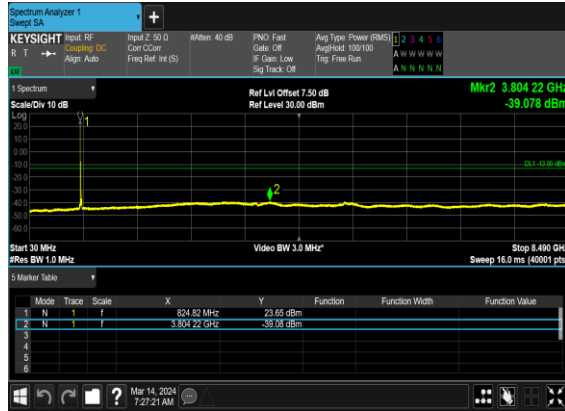 Spectrum Analyzer 1
Swept SA
+
KEYSIGHT Input: RF Input Z: 50 Ω #Atten: 40 dB PNO: Fast Avg Type: Power (RMS) 1 2 3 4 5 6
R T Coupling: DC Corr CCorr Gate: Off Avg|Hold: 100/100 A W W W W W
Align: Auto Freq Ref: Int (S) IF Gain: Low Trig: Free Run
Sig Track: Off A N N N N N
1 Spectrum
Ref Lvl Offset 7.50 dB Mkr2 3.804 22 GHz
Scale/Div 10 dB Ref Level 30.00 dBm -39.078 dBm
Log
20.0
10.0
0.00
-10.0
-20.0
-30.0
-40.0
-50.0
-60.0
1
DL1 -13.00 dBm
2
Start 30 MHz Video BW 3.0 MHz* Stop 8.490 GHz
#Res BW 1.0 MHz Sweep 16.0 ms (40001 pts)
5 Marker Table
Mode Trace Scale X Y Function Function Width Function Value
1 N 1 f 824.82 MHz 23.65 dBm
2 N 1 f 3.804 22 GHz -39.08 dBm
3
4
5
6
? Mar 14, 2024
7:27:21 AM